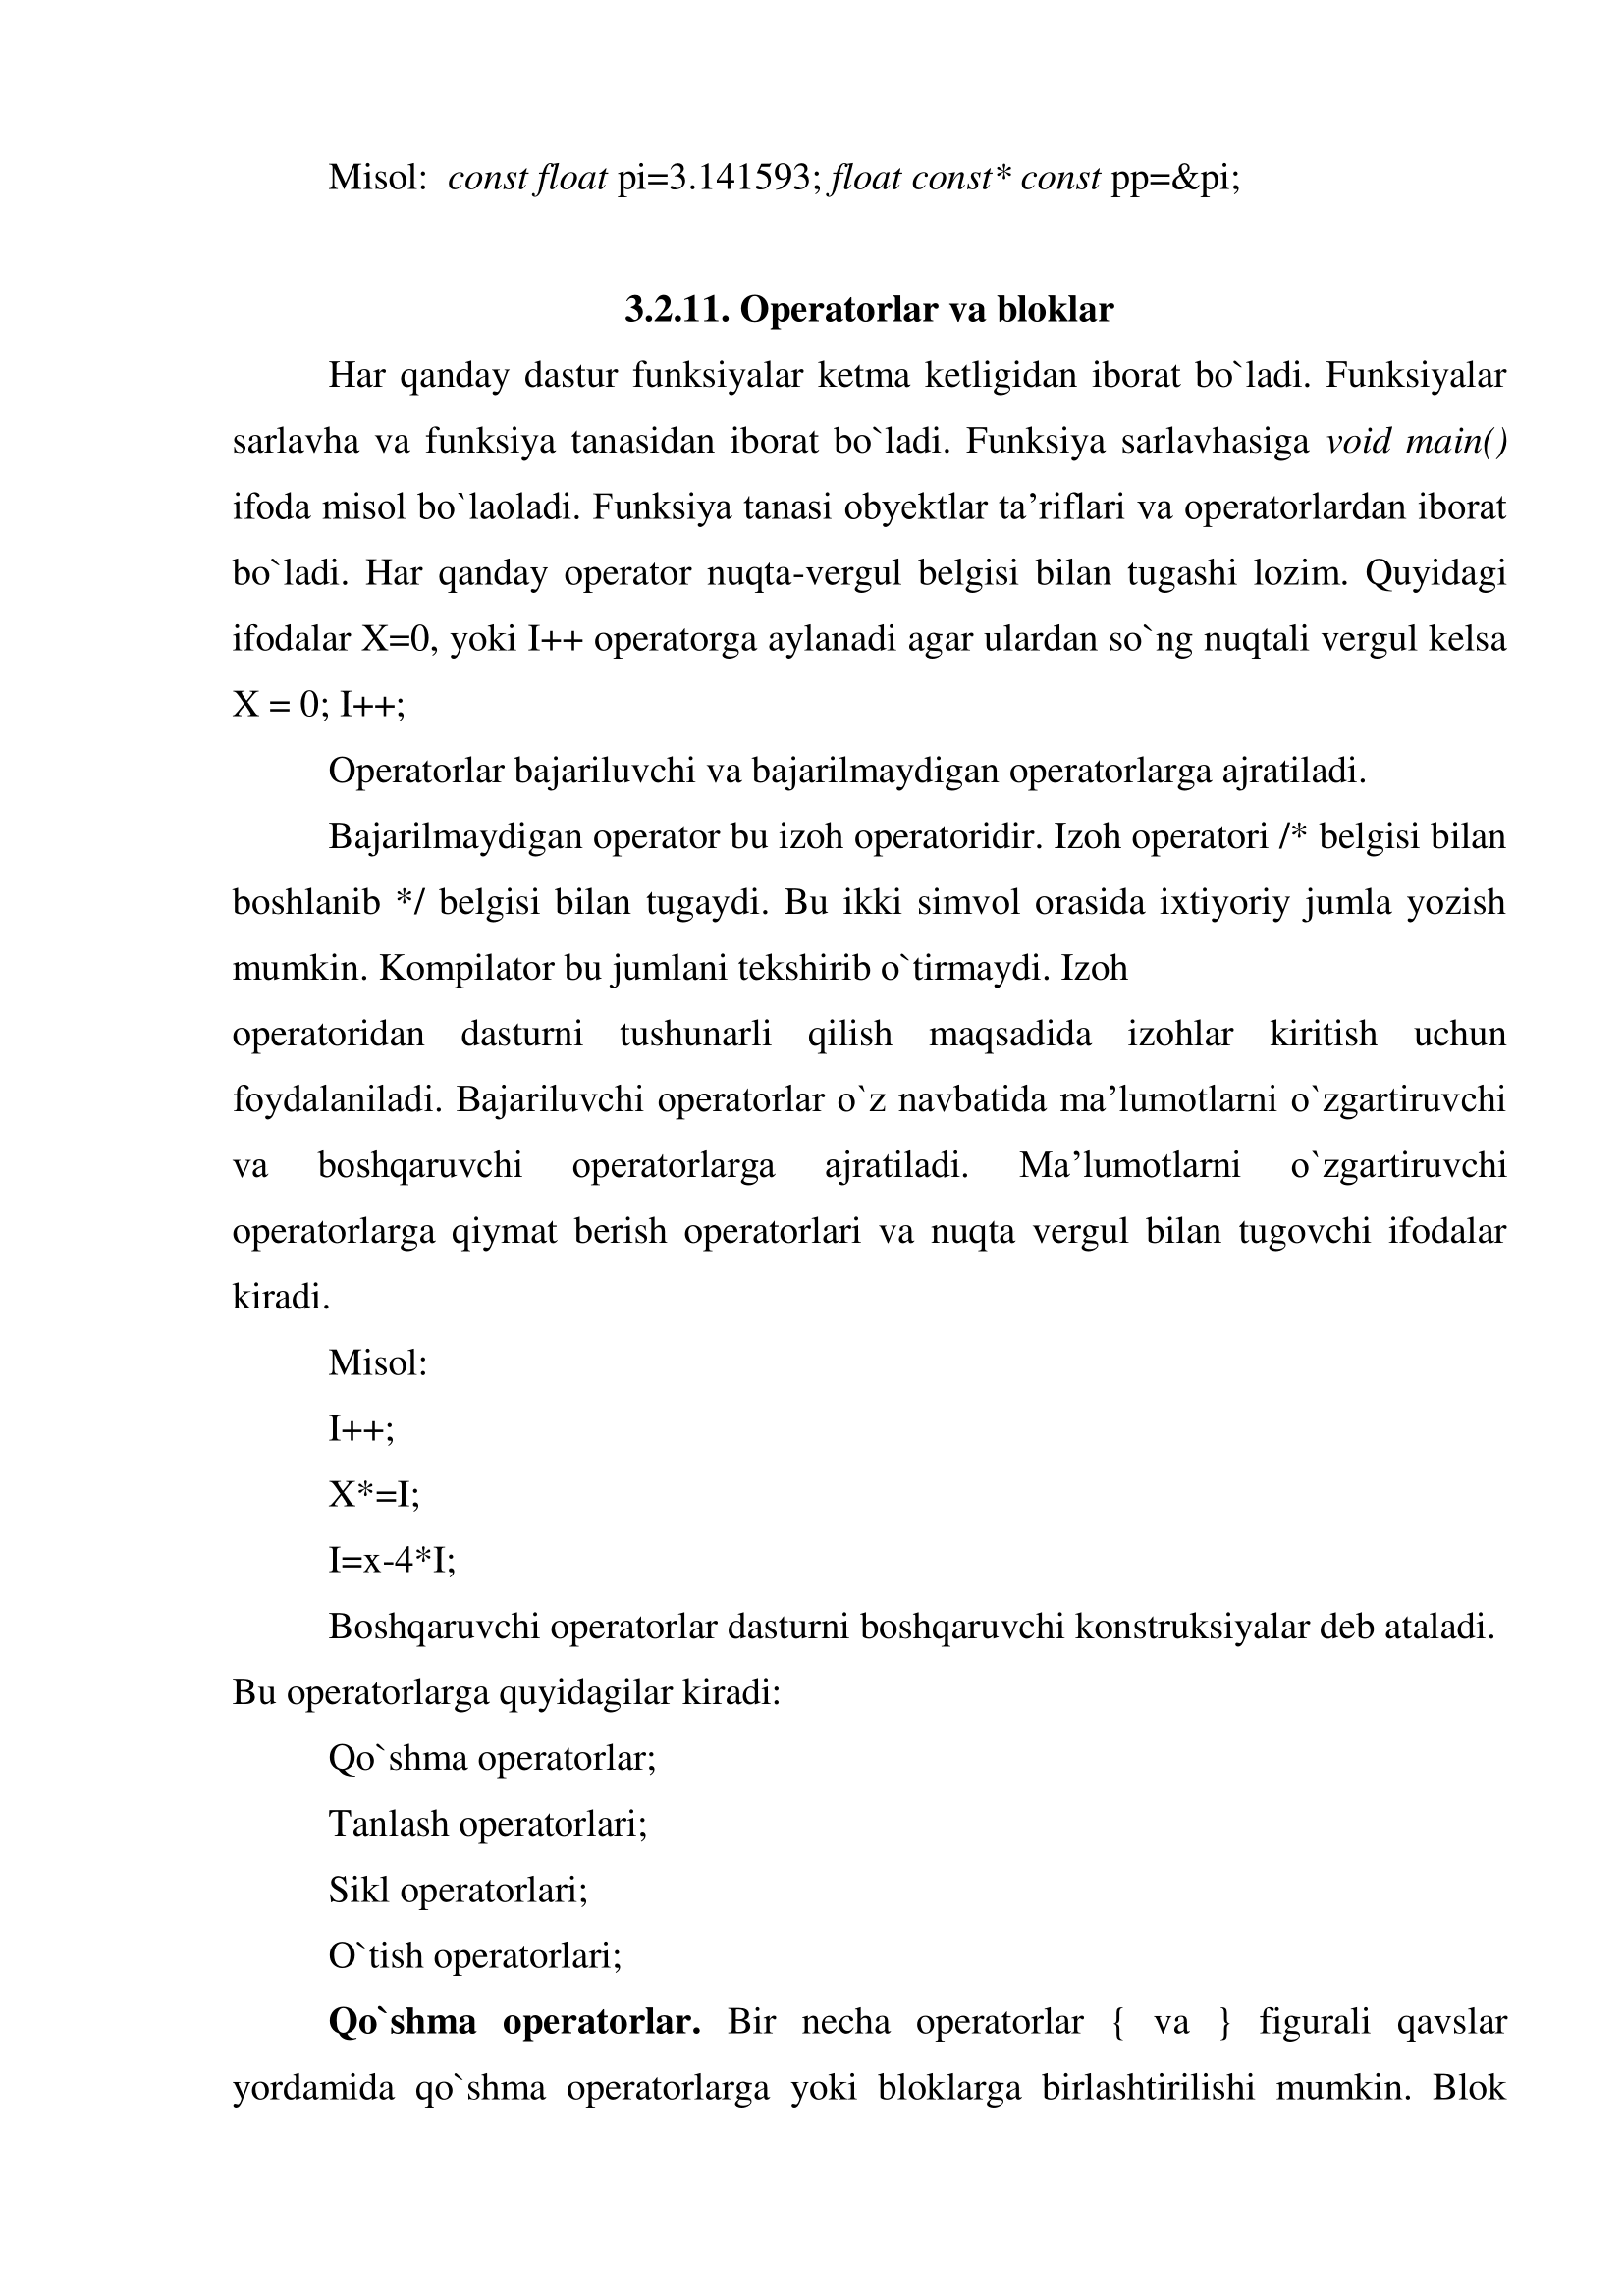 Misol:  const float pi=3.141593; float const* const pp=&pi;
3.2.11. Operatorlar va bloklar
Har qanday dastur funksiyalar ketma ketligidan iborat bo`ladi. Funksiyalar
sarlavha va funksiya tanasidan iborat bo`ladi. Funksiya sarlavhasiga void main()
ifoda misol bo`laoladi. Funksiya tanasi obyektlar ta’riflari va operatorlardan iborat
bo`ladi. Har qanday operator nuqta-vergul belgisi bilan tugashi lozim. Quyidagi
ifodalar X=0, yoki I++ operatorga aylanadi agar ulardan so`ng nuqtali vergul kelsa
X = 0; I++;
Operatorlar bajariluvchi va bajarilmaydigan operatorlarga ajratiladi.
Bajarilmaydigan operator bu izoh operatoridir. Izoh operatori /* belgisi bilan
boshlanib */ belgisi bilan tugaydi. Bu ikki simvol orasida ixtiyoriy jumla yozish
mumkin. Kompilator bu jumlani tekshirib o`tirmaydi. Izoh
operatoridan dasturni tushunarli qilish maqsadida izohlar kiritish uchun
foydalaniladi. Bajariluvchi operatorlar o`z navbatida ma’lumotlarni o`zgartiruvchi
va boshqaruvchi operatorlarga ajratiladi. Ma’lumotlarni o`zgartiruvchi
operatorlarga qiymat berish operatorlari va nuqta vergul bilan tugovchi ifodalar
kiradi.
Misol:
I++;
X*=I;
I=x-4*I;
Boshqaruvchi operatorlar dasturni boshqaruvchi konstruksiyalar deb ataladi.
Bu operatorlarga quyidagilar kiradi:
Qo`shma operatorlar;
Tanlash operatorlari;
Sikl operatorlari;
O`tish operatorlari;
Qo`shma operatorlar. Bir necha operatorlar { va } figurali qavslar
yordamida qo`shma operatorlarga yoki bloklarga birlashtirilishi mumkin. Blok